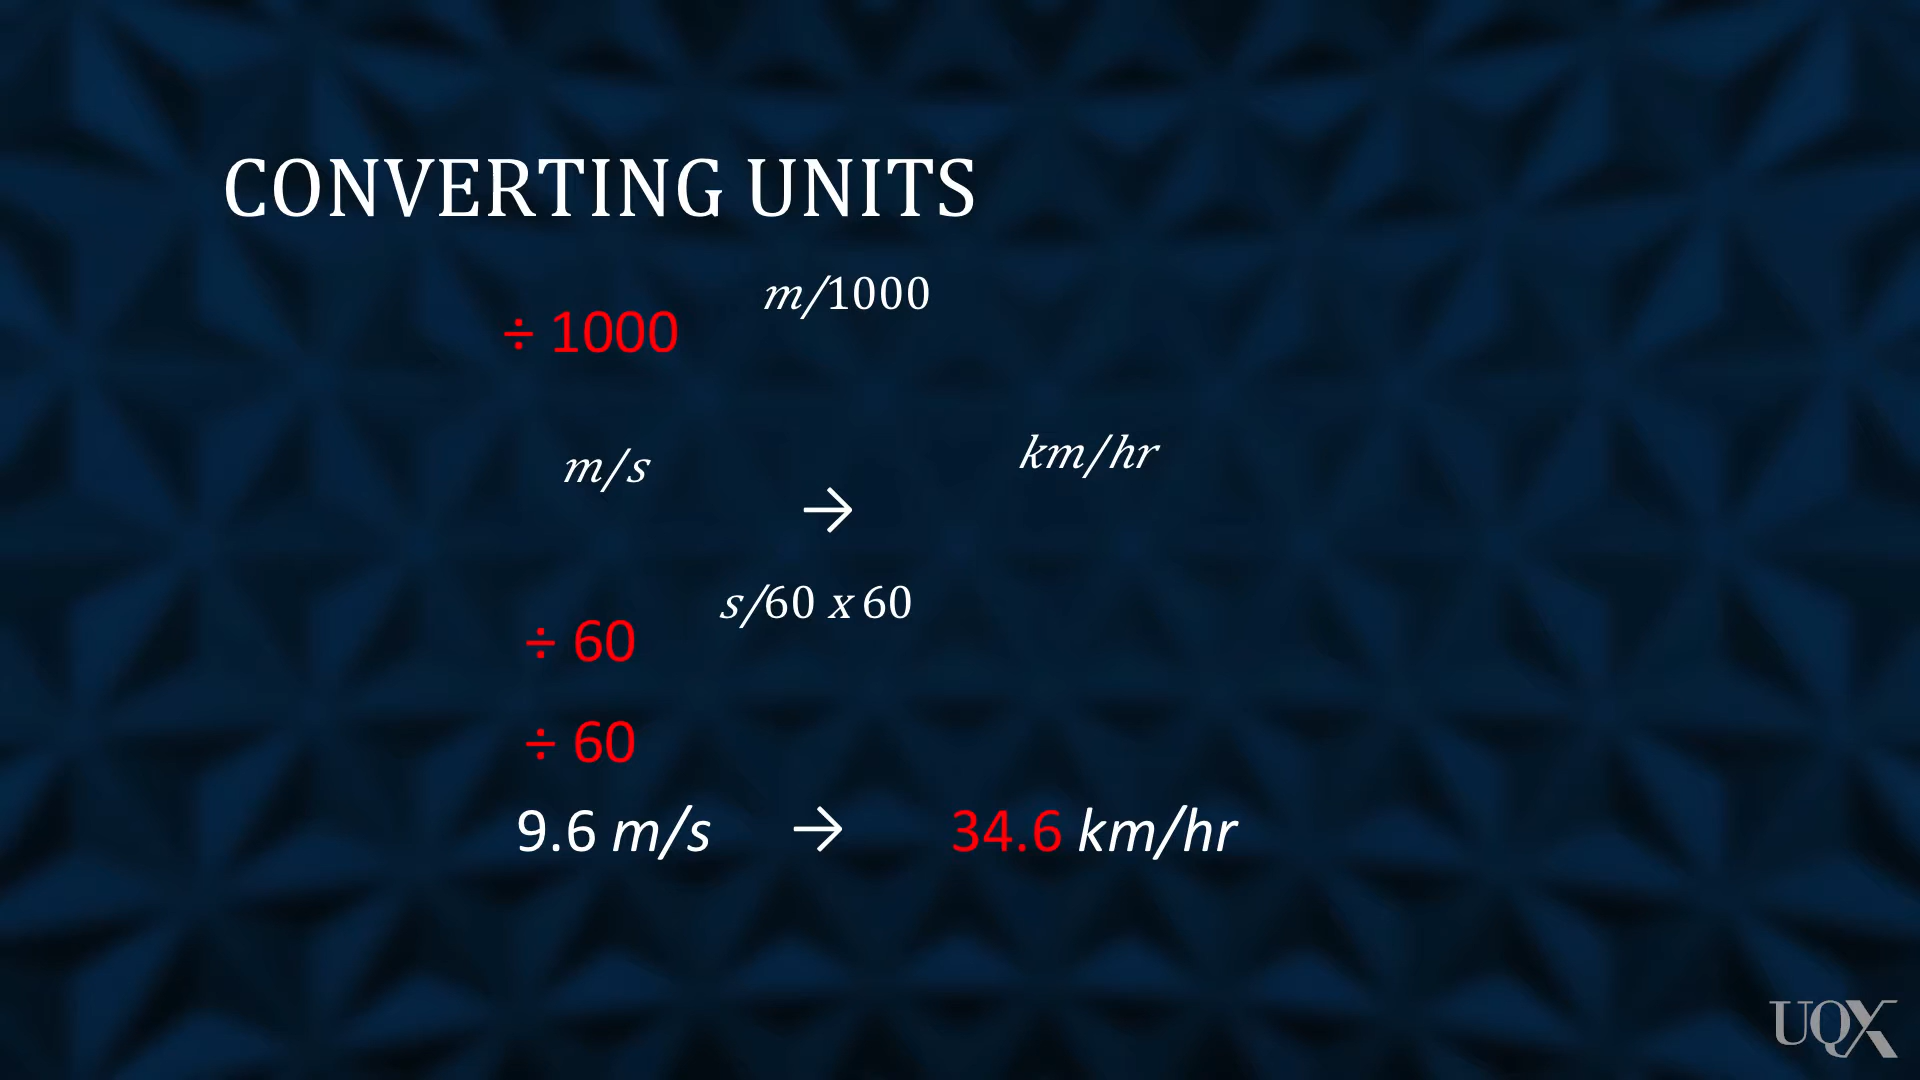 CONVERTING UNITS
m/1000
÷ 1000
m/s
km/hr
→
s/60 x 60
÷ 60
÷ 60
9.6 m/s → 34.6 km/hr
UQX